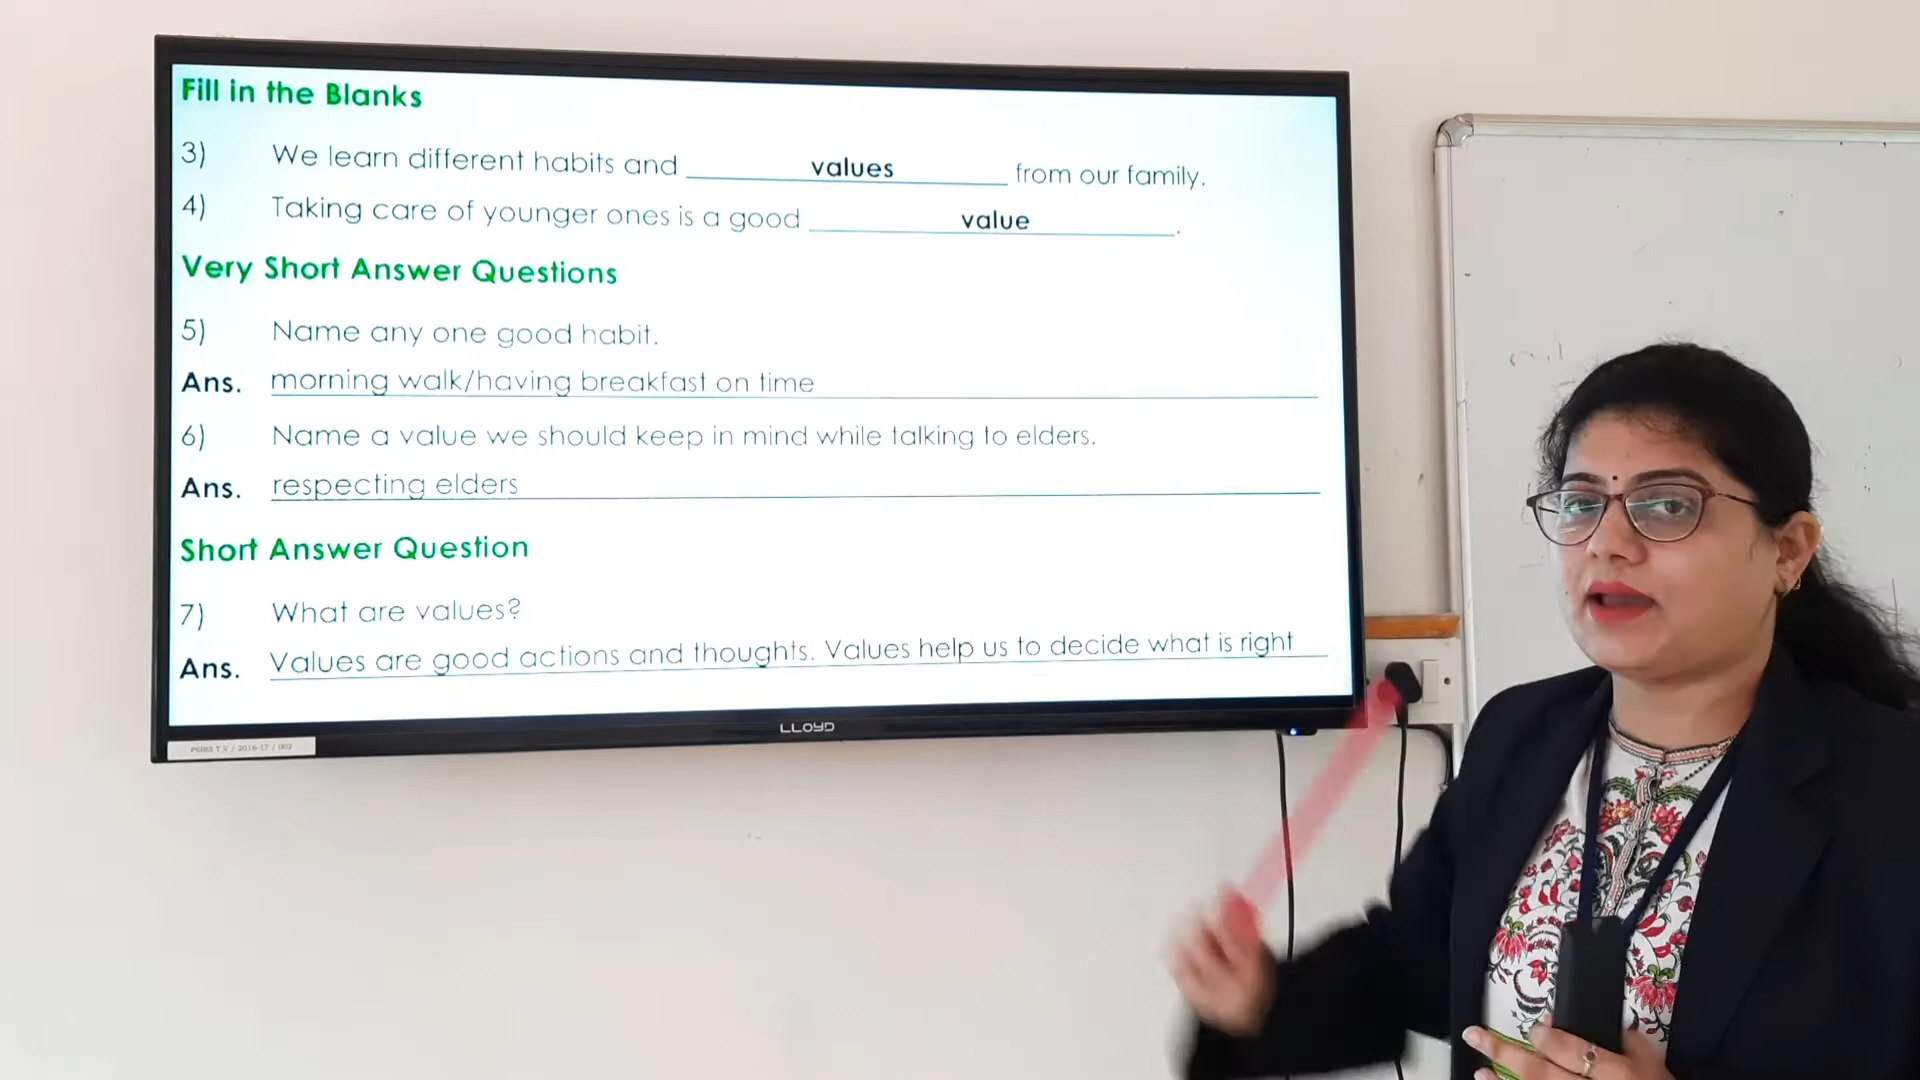 Fill in the Blanks
3) We learn different habits and values from our family.
4) Taking care of younger ones is a good value.
Very Short Answer Questions
5) Name any one good habit.
Ans. morning walk/having breakfast on time
6) Name a value we should keep in mind while talking to elders.
Ans. respecting elders
Short Answer Question
7) What are values?
Ans. Values are good actions and thoughts. Values help us to decide what is right
LLOYD
PSBIS T.V / 2016-17 / 002